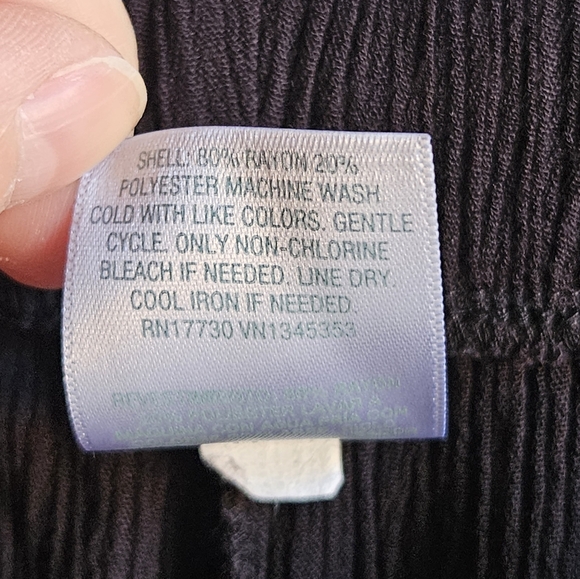 SHELL: 80% RAYON 20%
POLYESTER MACHINE WASH
COLD WITH LIKE COLORS. GENTLE
CYCLE. ONLY NON-CHLORINE
BLEACH IF NEEDED. LINE DRY.
COOL IRON IF NEEDED.
RN17730 VN1345353